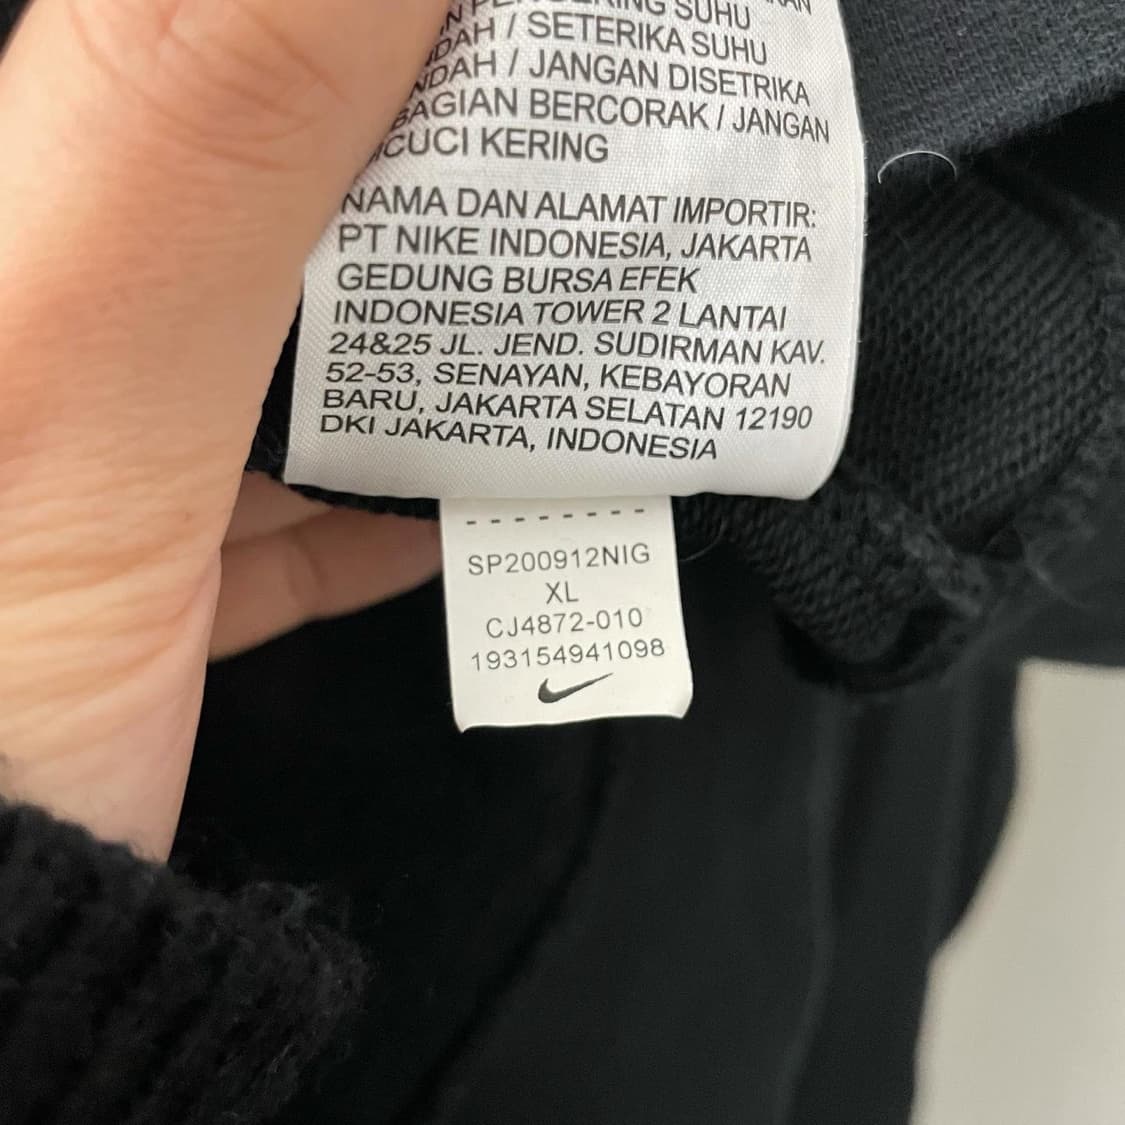 SUHU
DAH / SETERIKA SUHU
NDAH / JANGAN DISETRIKA
BAGIAN BERCORAK / JANGAN
CUCI KERING
NAMA DAN ALAMAT IMPORTIR:
PT NIKE INDONESIA, JAKARTA
GEDUNG BURSA EFEK
INDONESIA TOWER 2 LANTAI
24&25 JL. JEND. SUDIRMAN KAV.
52-53, SENAYAN, KEBAYORAN
BARU, JAKARTA SELATAN 12190
DKI JAKARTA, INDONESIA
SP200912NIG
XL
CJ4872-010
193154941098